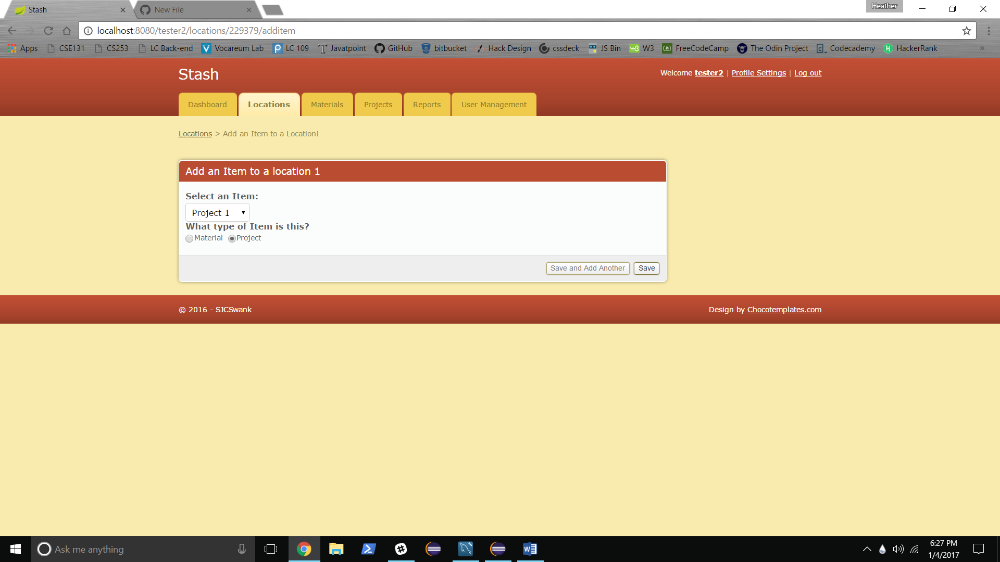 Stash
New File
Heather
localhost:8080/tester2/locations/229379/additem
Apps CSE131 CS253 LC Back-end Vocareum Lab LC 109 Javatpoint GitHub bitbucket Hack Design cssdeck JS Bin W3 FreeCodeCamp The Odin Project Codecademy HackerRank »
Stash
Welcome tester2 | Profile Settings | Log out
Dashboard Locations Materials Projects Reports User Management
Locations > Add an Item to a Location!
Add an Item to a location 1
Select an Item:
Project 1
What type of Item is this?
Material Project
Save and Add Another Save
© 2016 - SJCSwank
Design by Chocotemplates.com
Ask me anything
6:27 PM
1/4/2017